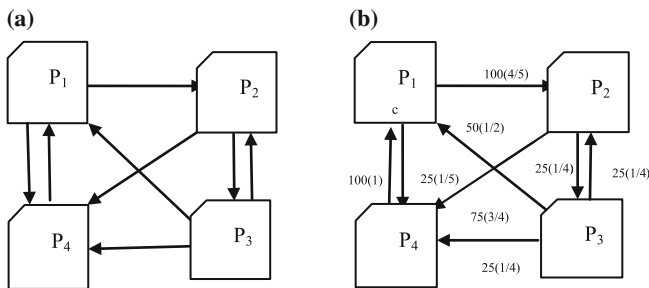 (a)
(b)
P1
P2
P4
P3
P1
c
100(4/5)
P2
50(1/2)
100(1)
25(1/5)
25(1/4)
25(1/4)
75(3/4)
P4
P3
25(1/4)